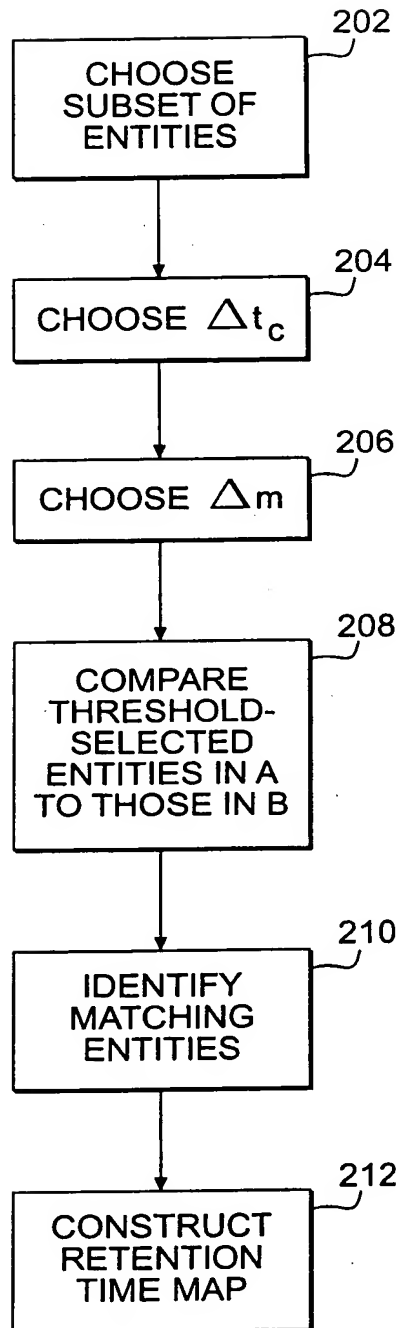 202
CHOOSE
SUBSET OF
ENTITIES
204
CHOOSE Δt_c
206
CHOOSE Δm
208
COMPARE
THRESHOLD-
SELECTED
ENTITIES IN A
TO THOSE IN B
210
IDENTIFY
MATCHING
ENTITIES
212
CONSTRUCT
RETENTION
TIME MAP